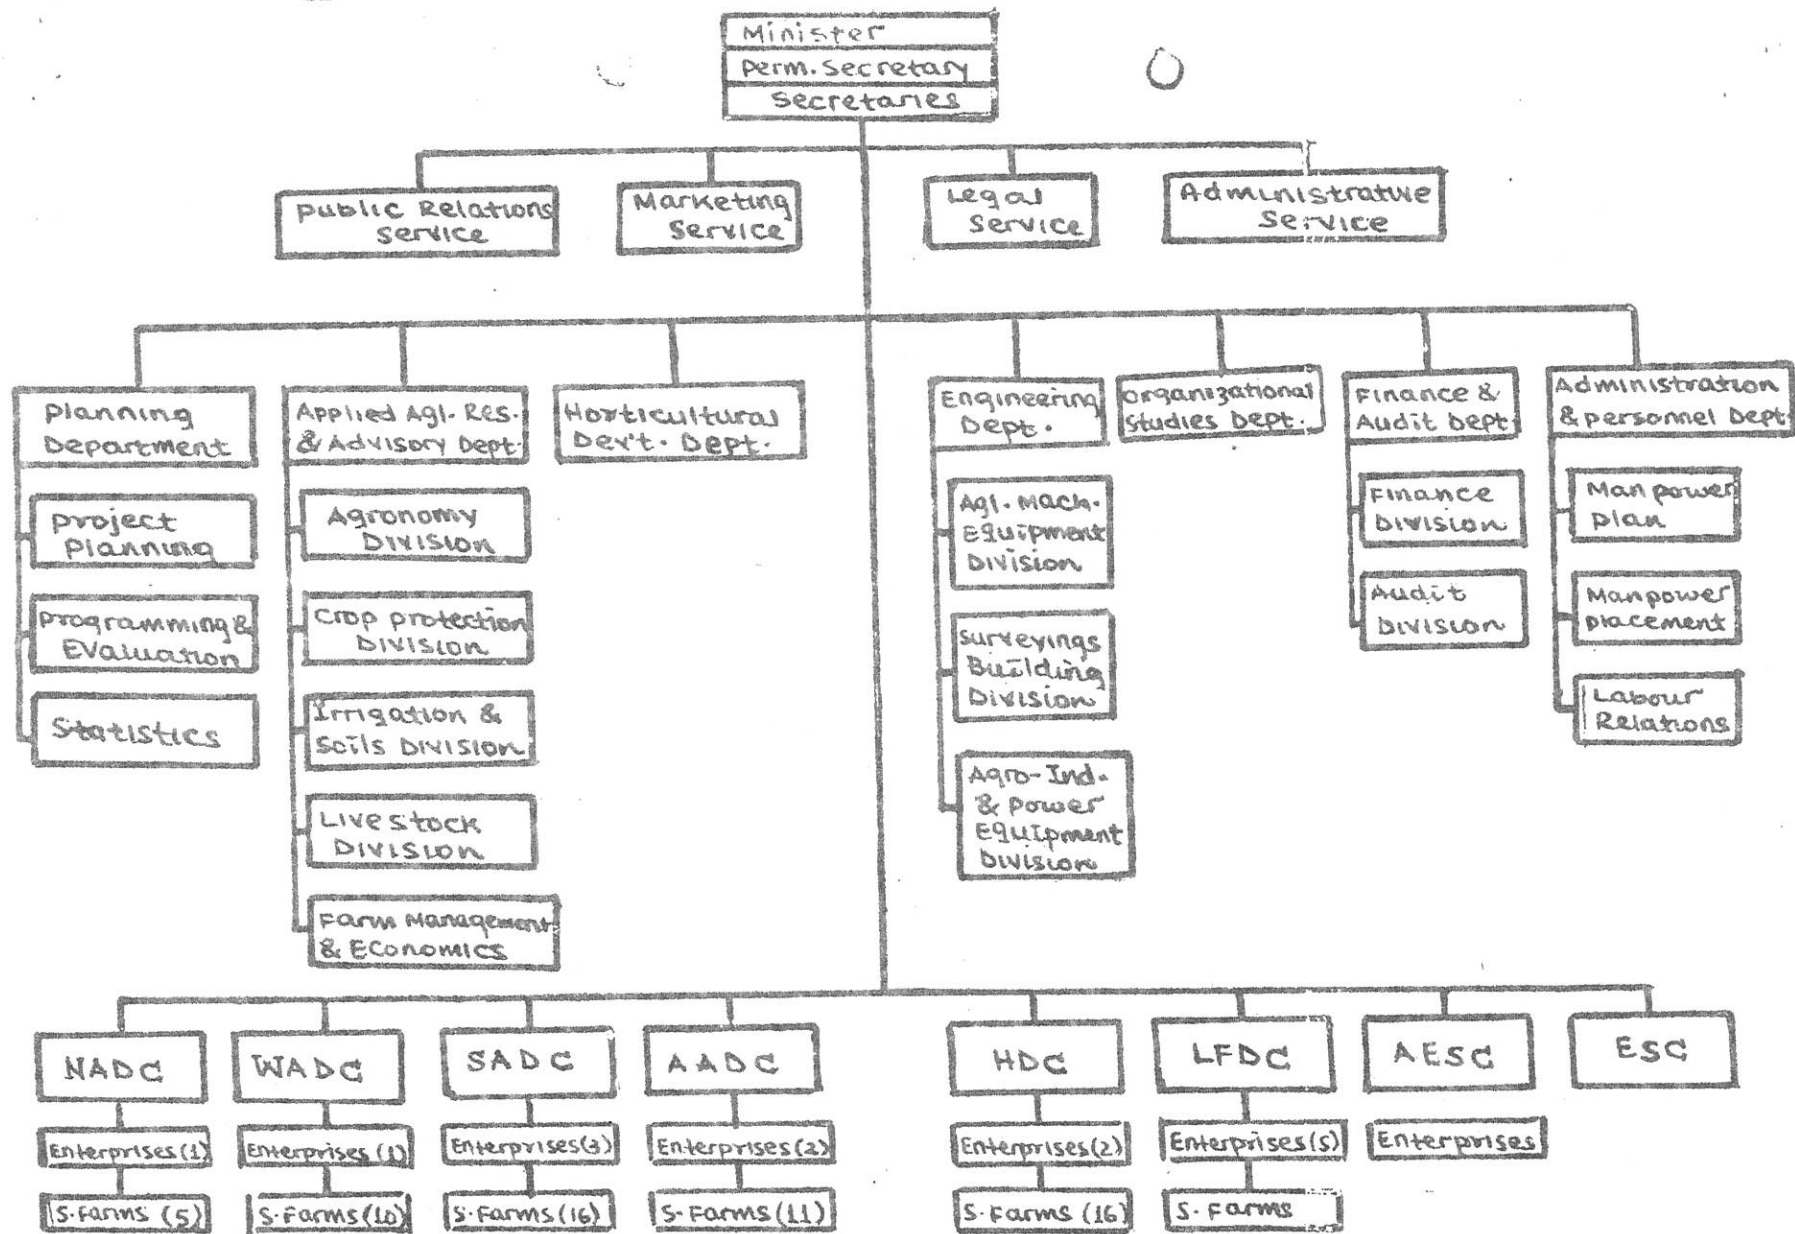 Minister
Perm. Secretary
Secretaries
Public Relations
Service
Marketing
Service
Legal
Service
Administrative
Service
Planning
Department
Applied Agl. Res.
& Advisory Dept.
Horticultural
Dev't. Dept.
Engineering
Dept.
Organizational
Studies Dept.
Finance &
Audit Dept.
Administration
& Personnel Dept
Project
Planning
Programming &
Evaluation
Statistics
Agronomy
Division
Crop Protection
Division
Irrigation &
Soils Division
Livestock
Division
Farm Management
& Economics
Agl. Mach.
Equipment
Division
Surveyings
Building
Division
Agro-Ind.
& Power
Equipment
Division
Finance
Division
Audit
Division
Man power
Plan
Manpower
Placement
Labour
Relations
NADC
WADC
SADC
AADC
HDC
LFDC
AESC
ESC
Enterprises (1)
Enterprises (1)
Enterprises (3)
Enterprises (2)
Enterprises (2)
Enterprises (5)
Enterprises
S. Farms (5)
S. Farms (10)
S. Farms (16)
S. Farms (11)
S. Farms (16)
S. Farms